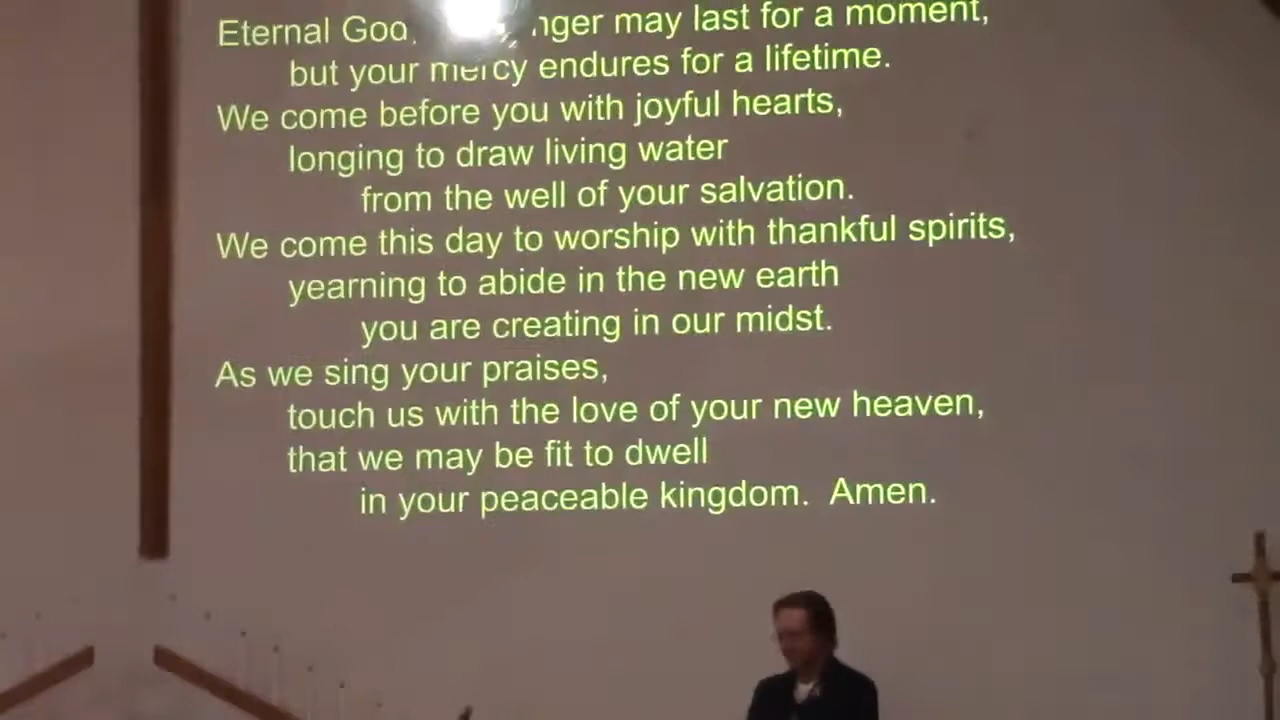 Eternal God, nger may last for a moment,
but your mercy endures for a lifetime.
We come before you with joyful hearts,
longing to draw living water
from the well of your salvation.
We come this day to worship with thankful spirits,
yearning to abide in the new earth
you are creating in our midst.
As we sing your praises,
touch us with the love of your new heaven,
that we may be fit to dwell
in your peaceable kingdom. Amen.